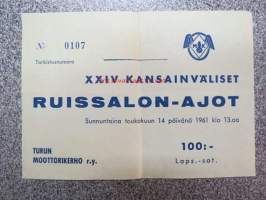 № 0107
Tarkistusnumero
XXIV KANSAINVÄLISET
RUISSALON-AJOT
Sunnuntaina toukokuun 14 päivänä 1961 klo 13.00
TURUN
MOOTTORIKERHO r.y.
100:-
Laps.-sot.